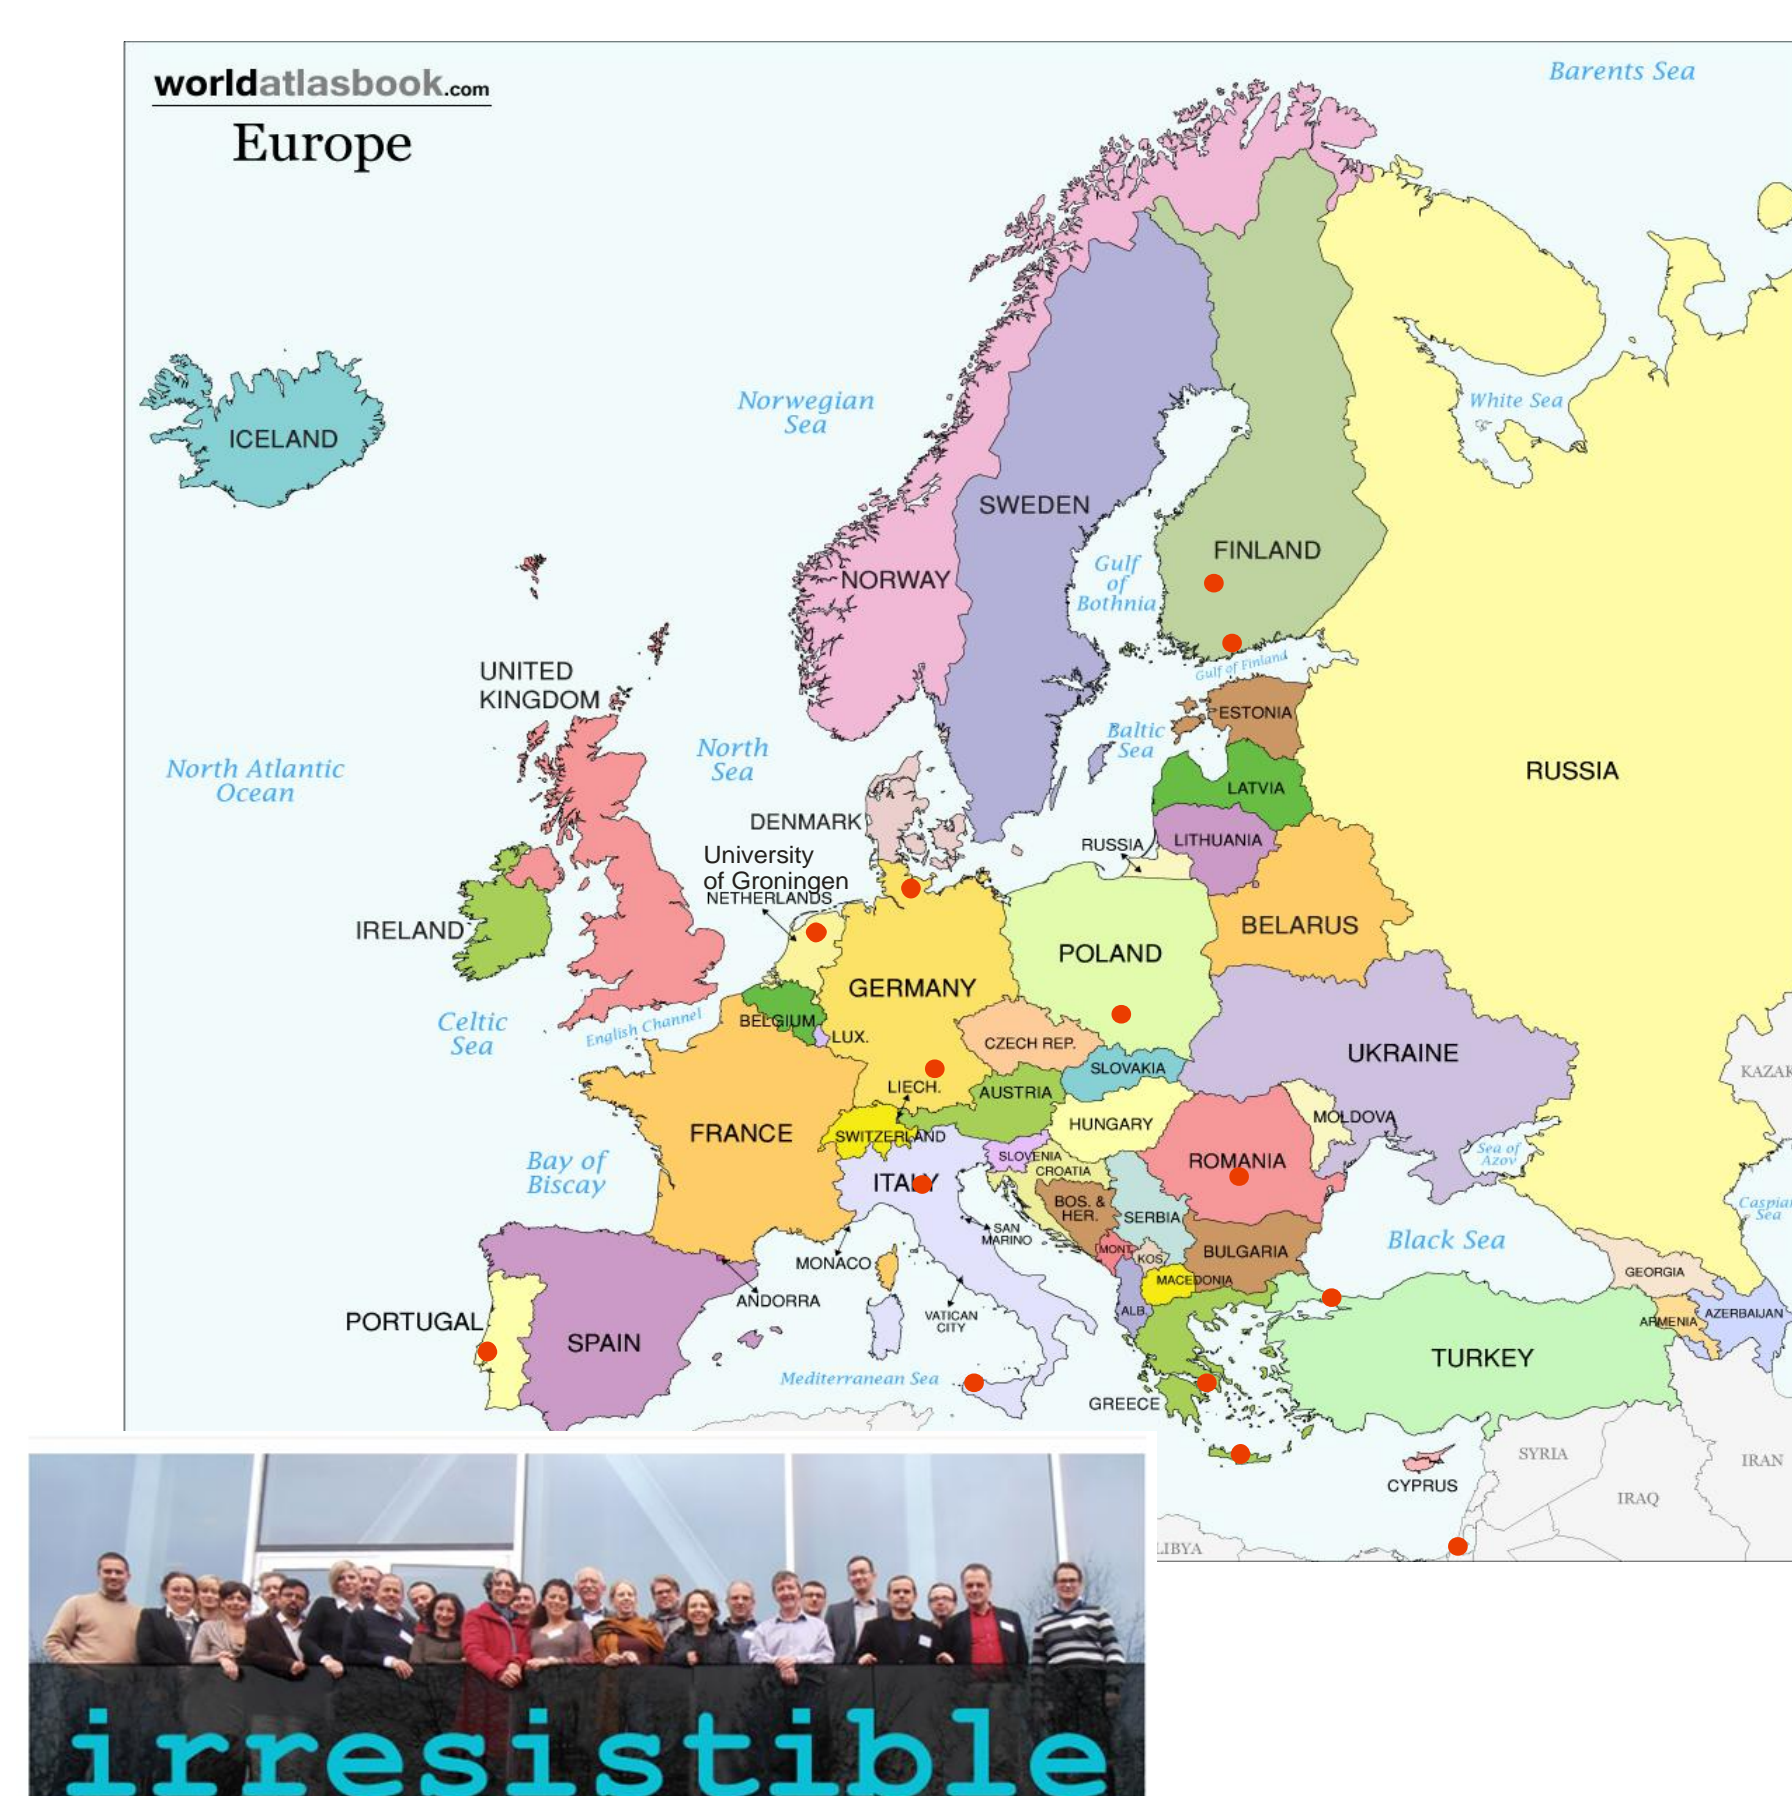 worldatlasbook.com
Europe
Barents Sea
Norwegian
Sea
White Sea
ICELAND
SWEDEN
FINLAND
NORWAY
Gulf
of
Bothnia
Gulf of Finland
UNITED
KINGDOM
ESTONIA
Baltic
Sea
North
Sea
North Atlantic
Ocean
RUSSIA
LATVIA
DENMARK
LITHUANIA
RUSSIA
University
of Groningen
NETHERLANDS
IRELAND
BELARUS
POLAND
GERMANY
Celtic
Sea
English Channel
BELGIUM
LUX.
CZECH REP.
UKRAINE
SLOVAKIA
KAZAK
LIECH.
AUSTRIA
HUNGARY
MOLDOVA
FRANCE
SWITZERLAND
SLOVENIA
CROATIA
ROMANIA
Sea of
Azov
Bay of
Biscay
ITALY
BOS. &
HER.
SERBIA
Caspian
Sea
SAN
MARINO
MONT.
KOS.
BULGARIA
Black Sea
MONACO
MACEDONIA
GEORGIA
ANDORRA
VATICAN
CITY
ALB.
ARMENIA
AZERBAIJAN
PORTUGAL
SPAIN
TURKEY
Mediterranean Sea
GREECE
SYRIA
IRAN
CYPRUS
IRAQ
LIBYA
irresistible